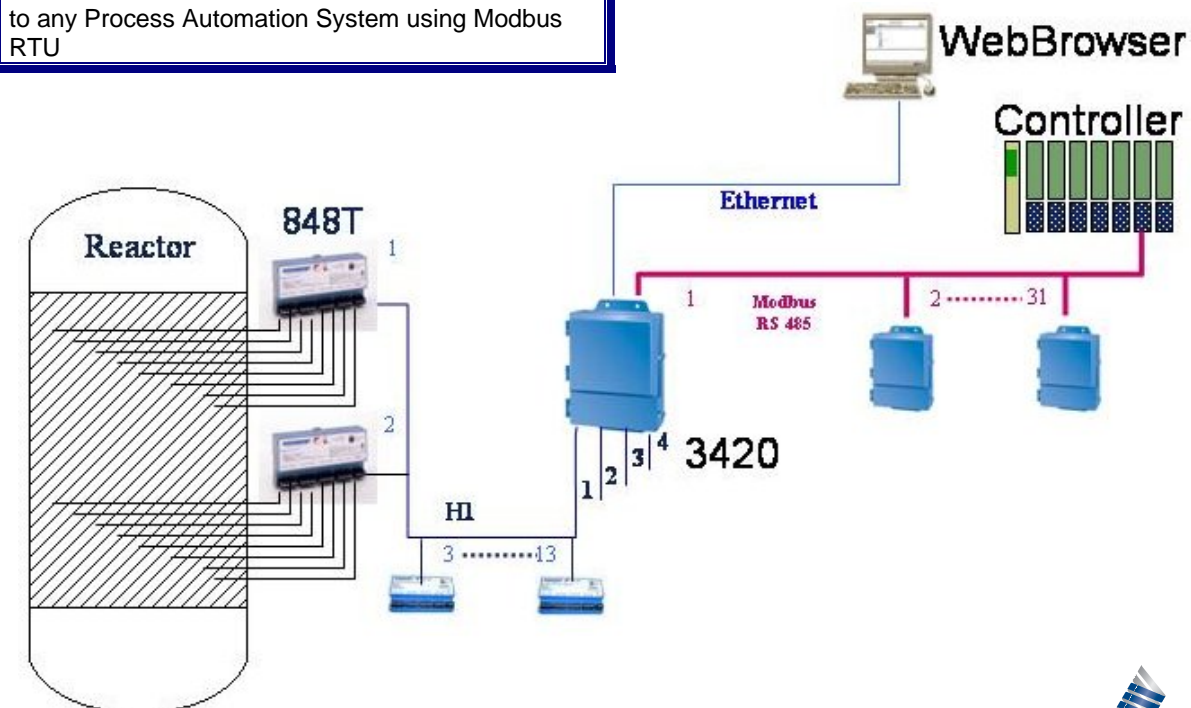 to any Process Automation System using Modbus
RTU
WebBrowser
Controller
Ethernet
848T
1
Reactor
1
Modbus
RS 485
2 ········· 31
2
3420
1
2
3
4
H1
3 ·········13